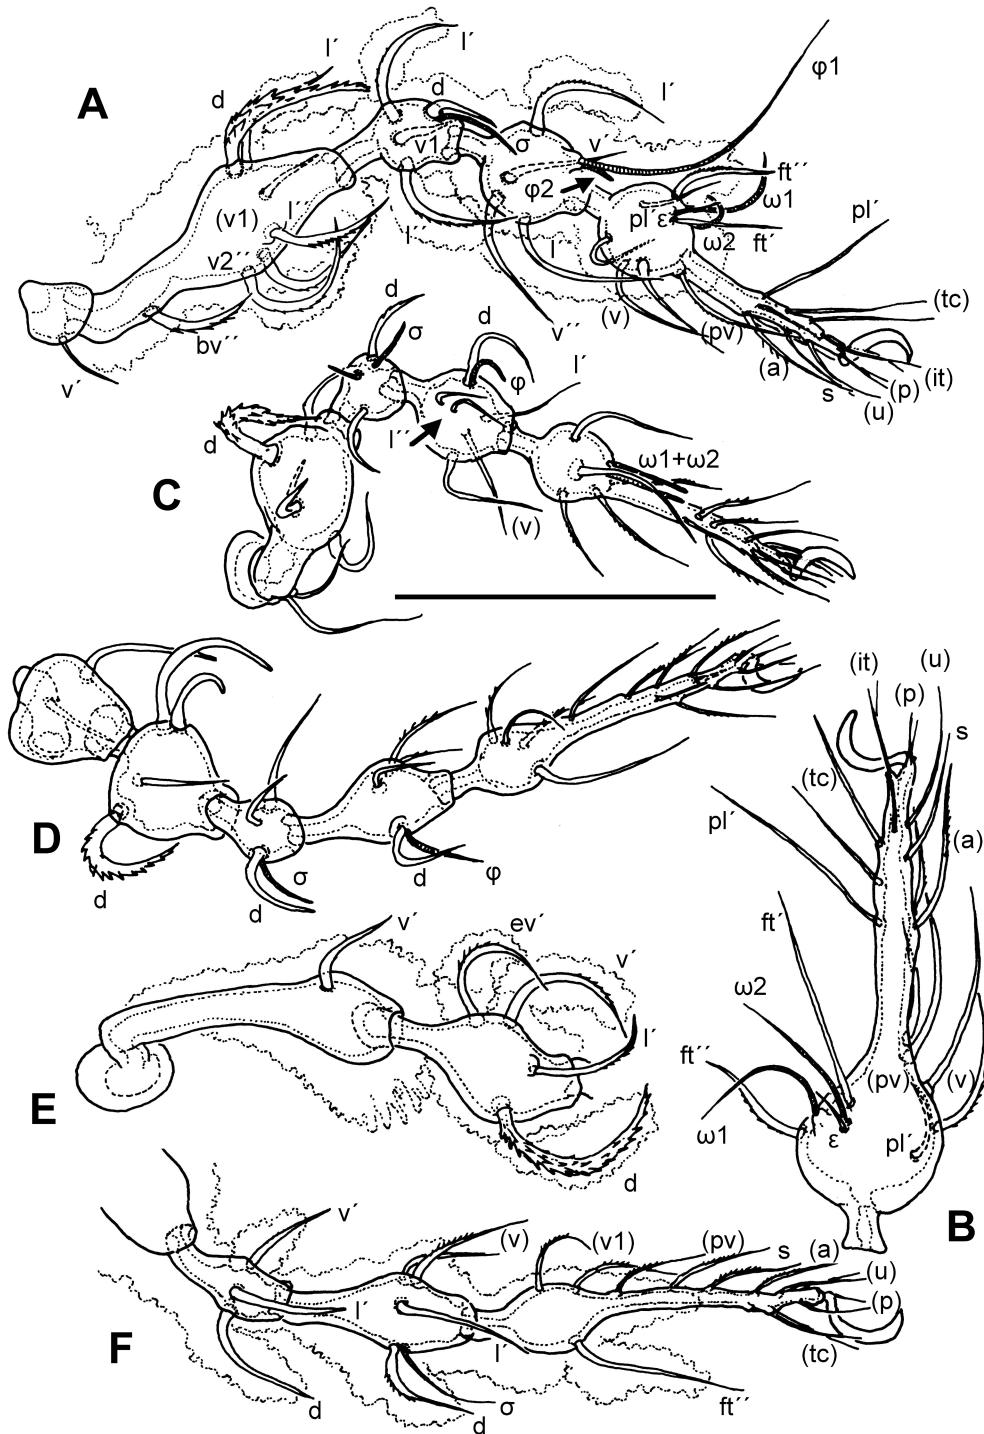 A
l´
d
l´
d
σ
l´
φ1
v1
v´
φ2
ft´´
ω1
pl´
ε
ω2
ft´
pl´
(v1)
l´´
v2´´
bv´´
v´
l´´
l´
v´´
(v)
(pv)
(tc)
(a)
s
(u)
(p)
(it)
C
d
σ
d
φ
l´
d
l´´
(v)
ω1+ω2
D
d
d
σ
d
φ
B
(it)
(p)
(u)
s
(tc)
pl´
(a)
ft´
ω2
ft´´
ω1
ε
(pv)
(v)
pl´
E
v´
ev´
v´
l´
d
F
v´
(v)
(v1)
(pv)
s
(a)
(u)
(p)
(tc)
l´
l´
d
d
σ
ft´´